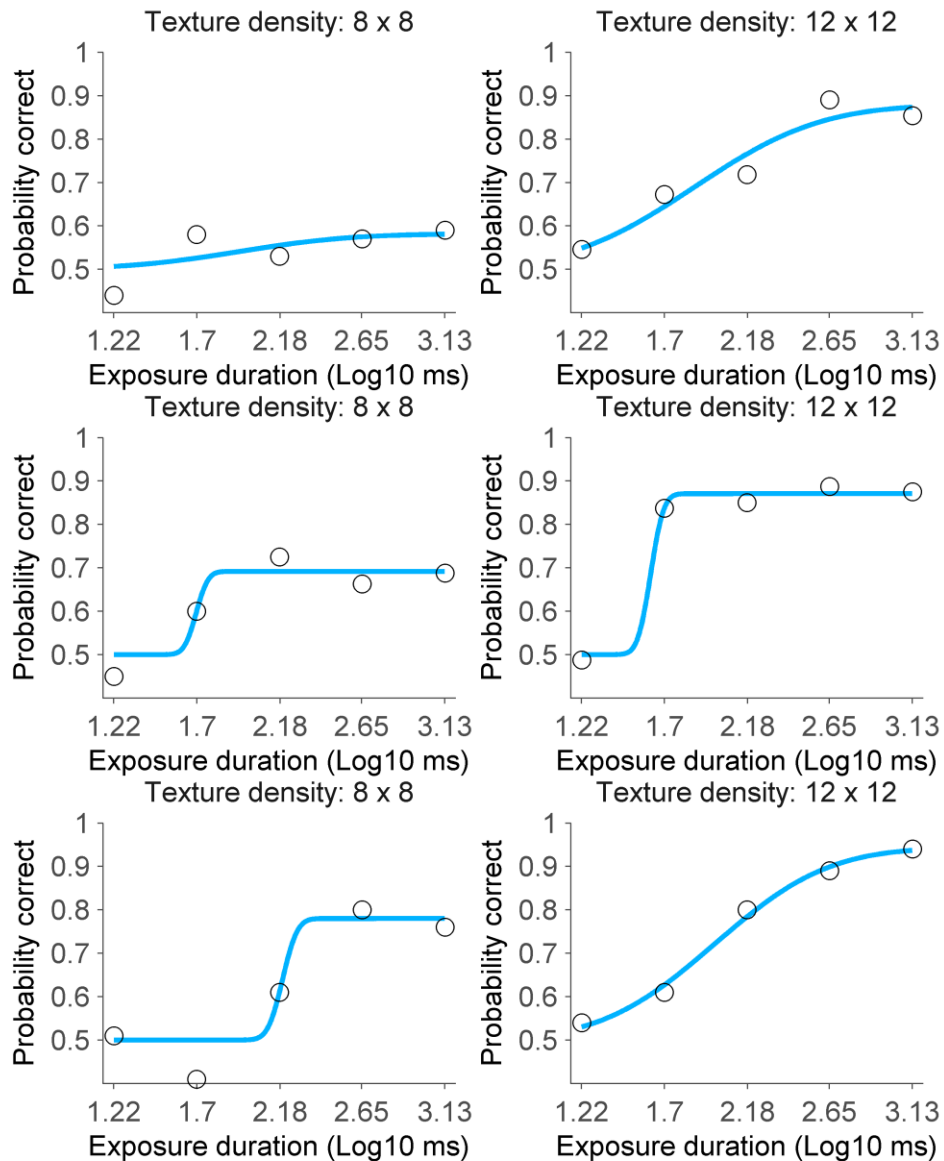 Texture density: 8 x 8
Probability correct
1
0.9
0.8
0.7
0.6
0.5
1.22 1.7 2.18 2.65 3.13
Exposure duration (Log10 ms)
Texture density: 12 x 12
Probability correct
1
0.9
0.8
0.7
0.6
0.5
1.22 1.7 2.18 2.65 3.13
Exposure duration (Log10 ms)
Texture density: 8 x 8
Probability correct
1
0.9
0.8
0.7
0.6
0.5
1.22 1.7 2.18 2.65 3.13
Exposure duration (Log10 ms)
Texture density: 12 x 12
Probability correct
1
0.9
0.8
0.7
0.6
0.5
1.22 1.7 2.18 2.65 3.13
Exposure duration (Log10 ms)
Texture density: 8 x 8
Probability correct
1
0.9
0.8
0.7
0.6
0.5
1.22 1.7 2.18 2.65 3.13
Exposure duration (Log10 ms)
Texture density: 12 x 12
Probability correct
1
0.9
0.8
0.7
0.6
0.5
1.22 1.7 2.18 2.65 3.13
Exposure duration (Log10 ms)